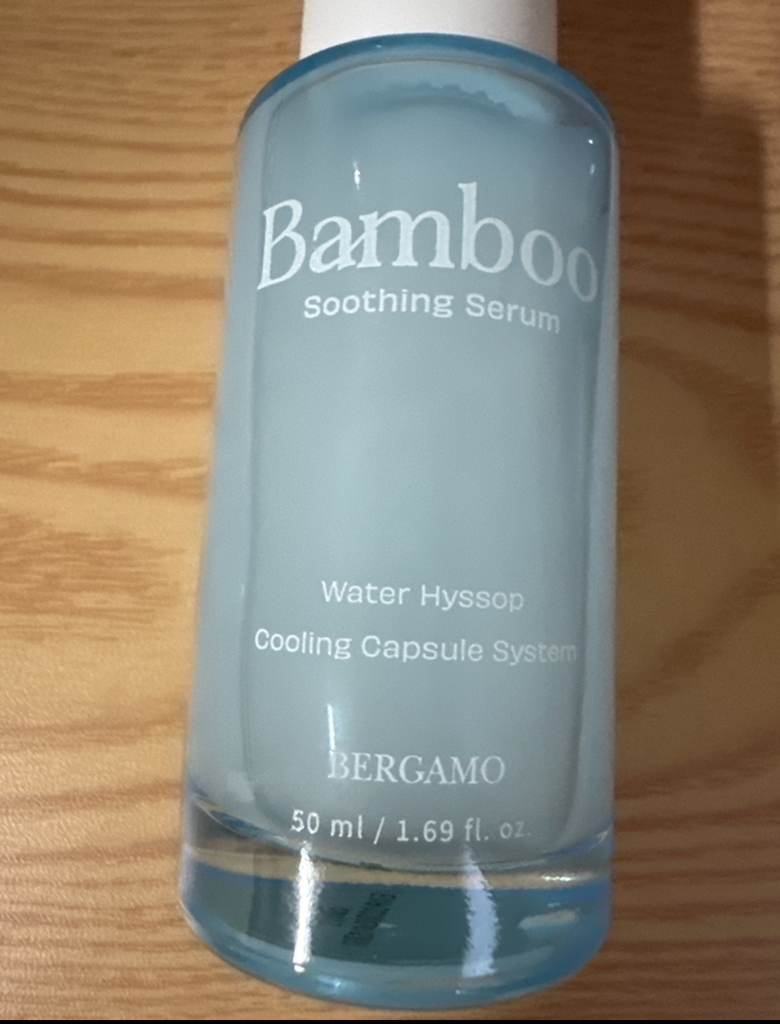 Bamboo
Soothing Serum
Water Hyssop
Cooling Capsule System
BERGAMO
50 ml / 1.69 fl. oz.